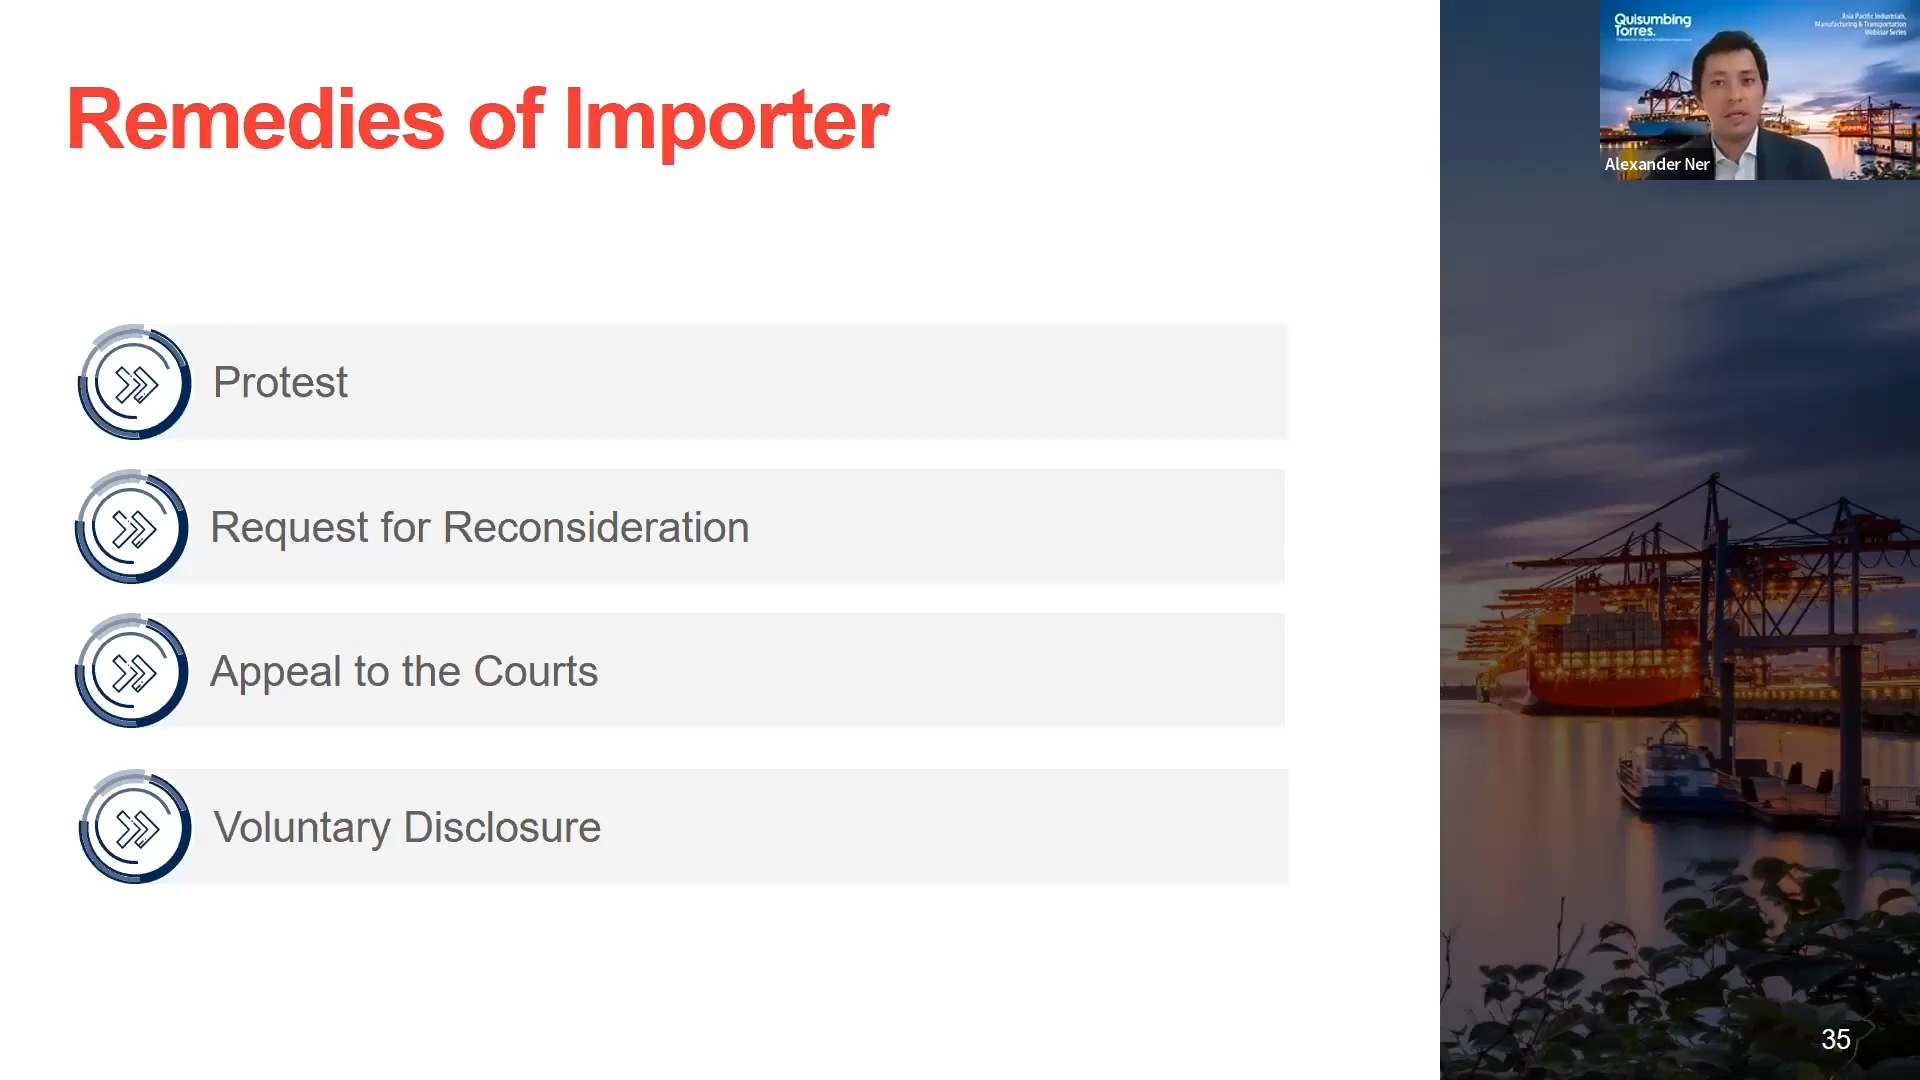 Remedies of Importer
Quisumbing
Torres.
Asia Pacific Industrials,
Manufacturing & Transportation
Webinar Series
Alexander Ner
Protest
Request for Reconsideration
Appeal to the Courts
Voluntary Disclosure
35